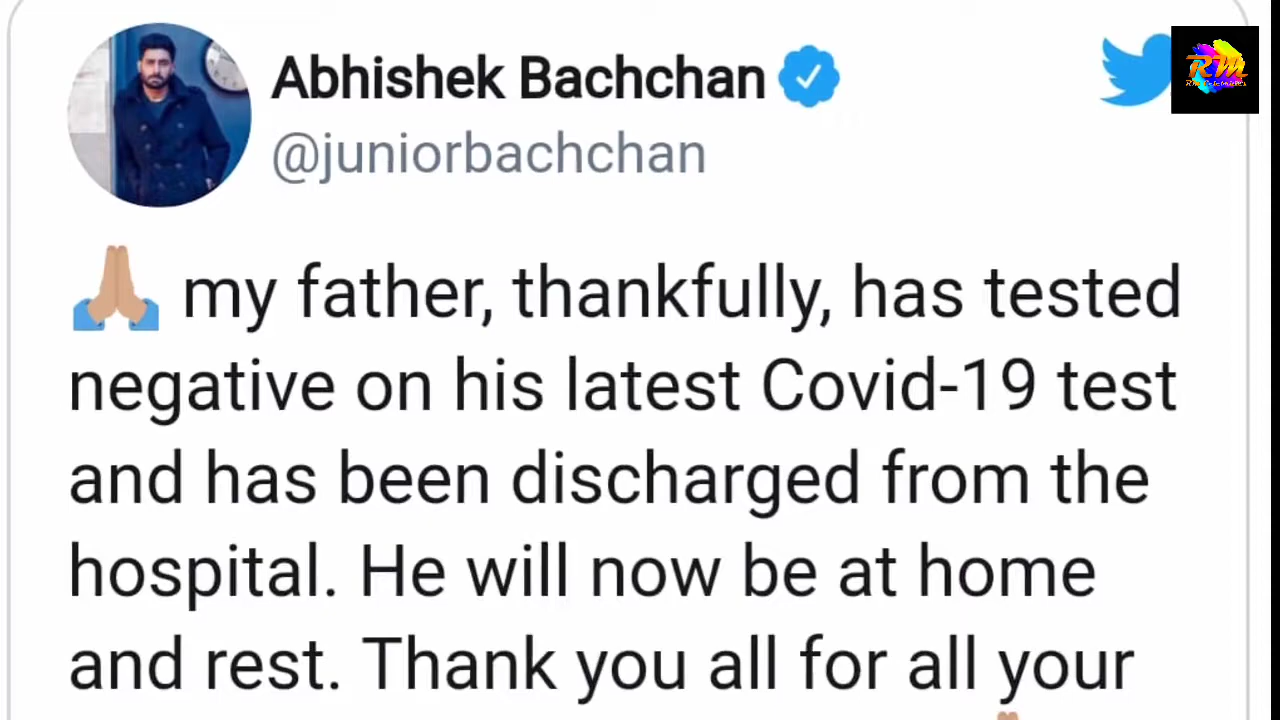 Abhishek Bachchan
@juniorbachchan
RM
🙏🏽 my father, thankfully, has tested
negative on his latest Covid-19 test
and has been discharged from the
hospital. He will now be at home
and rest. Thank you all for all your